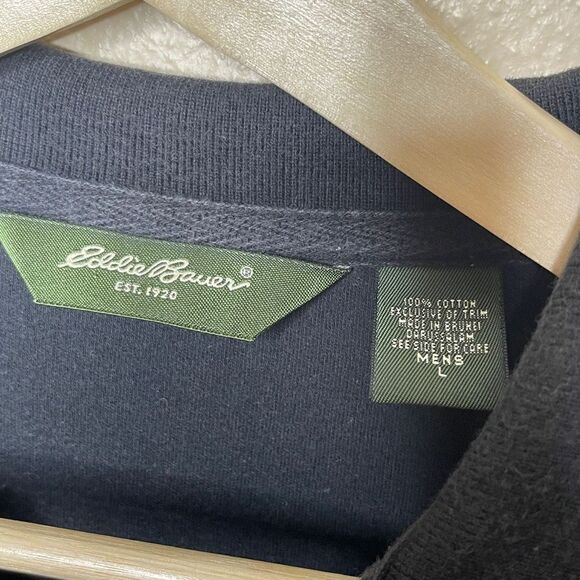 Eddie Bauer®
EST. 1920
100% COTTON
EXCLUSIVE OF TRIM
MADE IN BRUNEI
DARUSSALAM
SEE SIDE FOR CARE
MENS
L